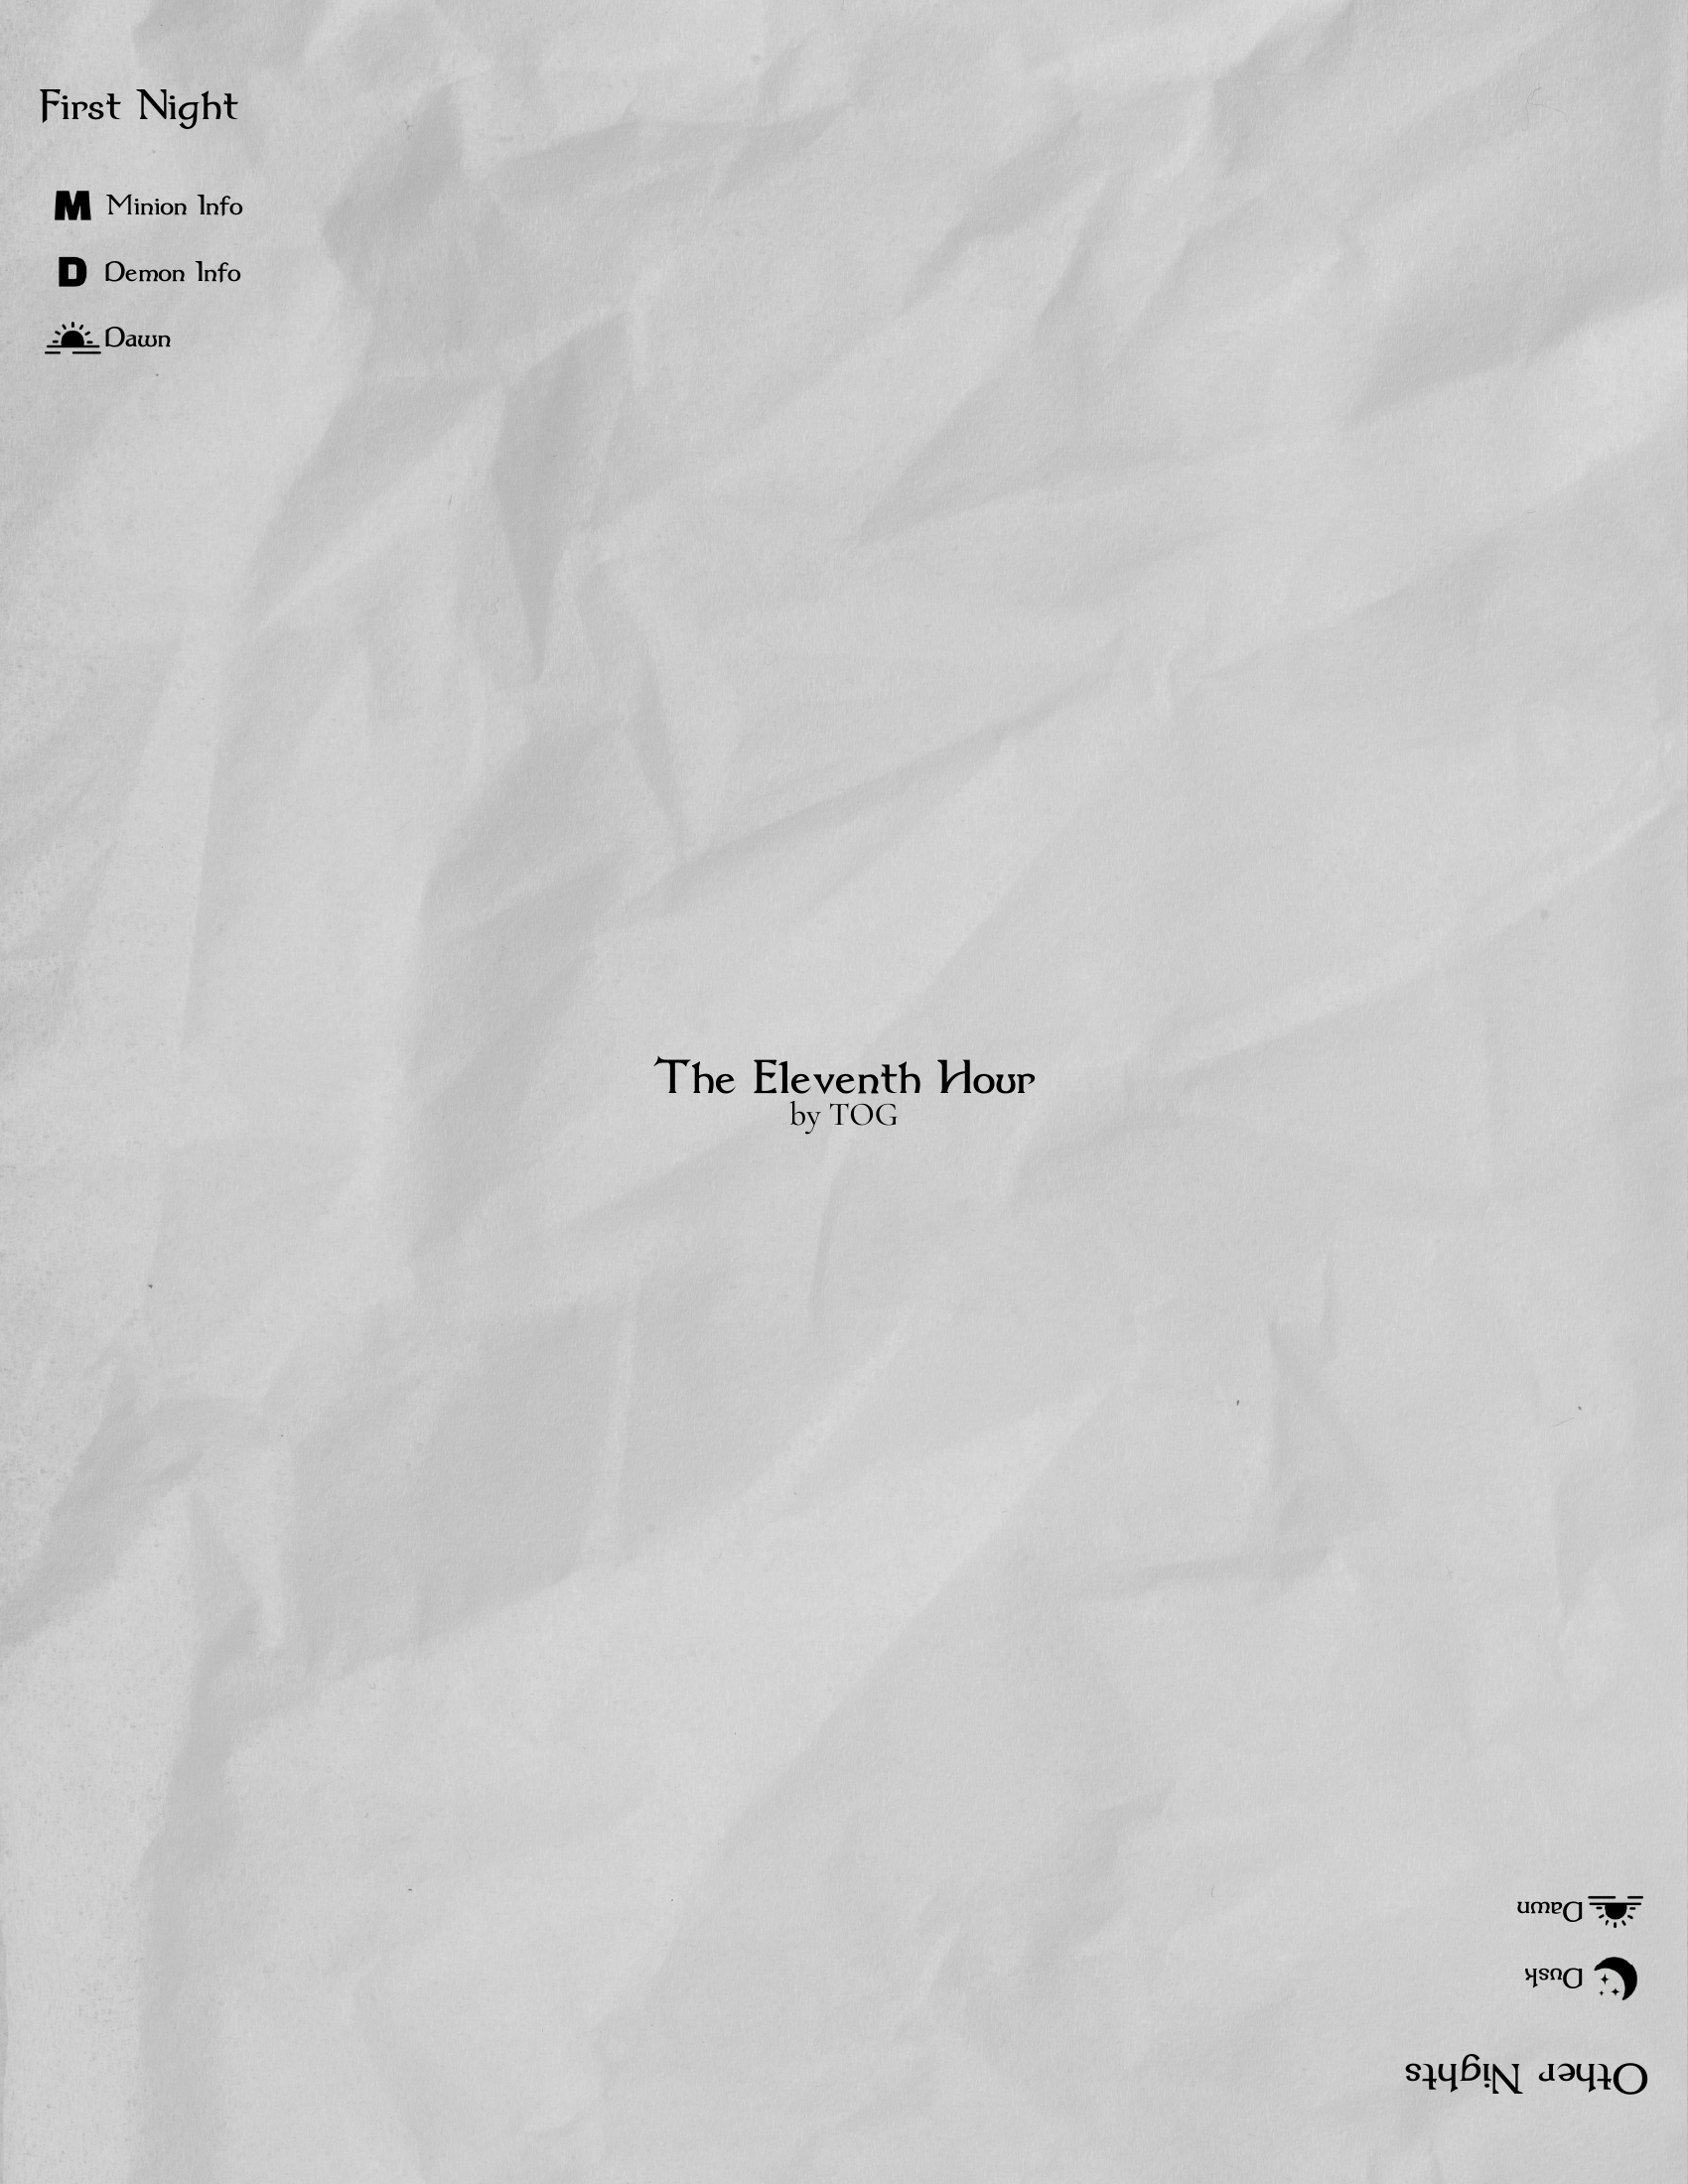 First Night
M Minion Info
D Demon Info
Dawn
The Eleventh Hour
by TOG
Other Nights
Dusk
Dawn